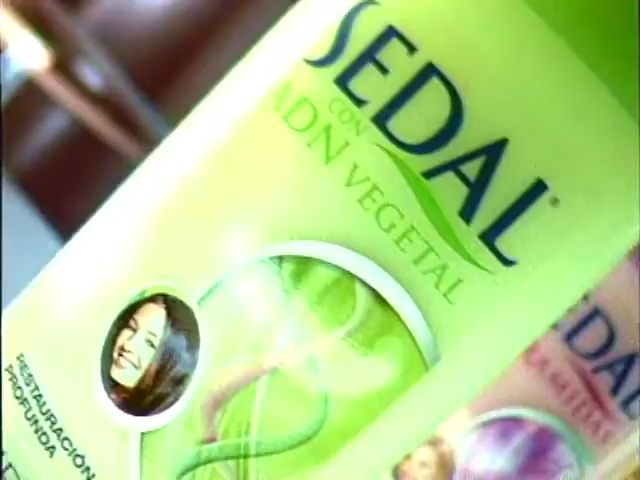 SEDAL
CON
ADN VEGETAL
RESTAURACIÓN
PROFUNDA
SEDAL